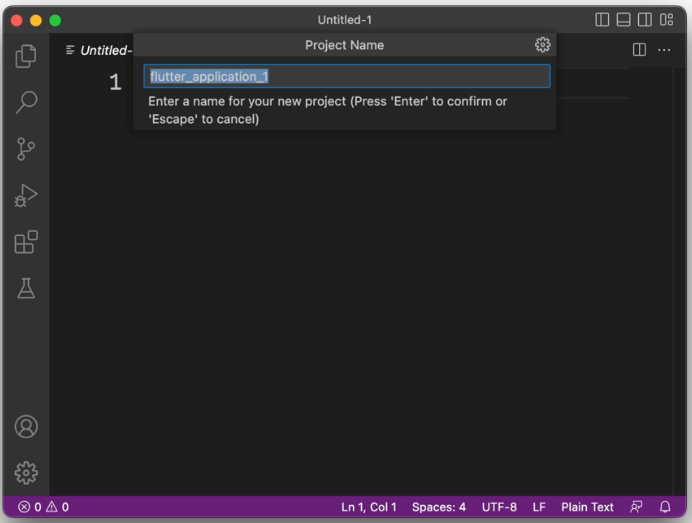 Untitled-1
Untitled-
Project Name
flutter_application_1
1
Enter a name for your new project (Press 'Enter' to confirm or
'Escape' to cancel)
0 0
Ln 1, Col 1 Spaces: 4 UTF-8 LF Plain Text